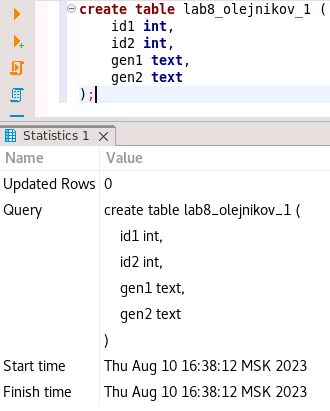 create table lab8_olejnikov_1 (
id1 int,
id2 int,
gen1 text,
gen2 text
);
Statistics 1
Name Value
Updated Rows 0
Query create table lab8_olejnikov_1 (
id1 int,
id2 int,
gen1 text,
gen2 text
)
Start time Thu Aug 10 16:38:12 MSK 2023
Finish time Thu Aug 10 16:38:12 MSK 2023